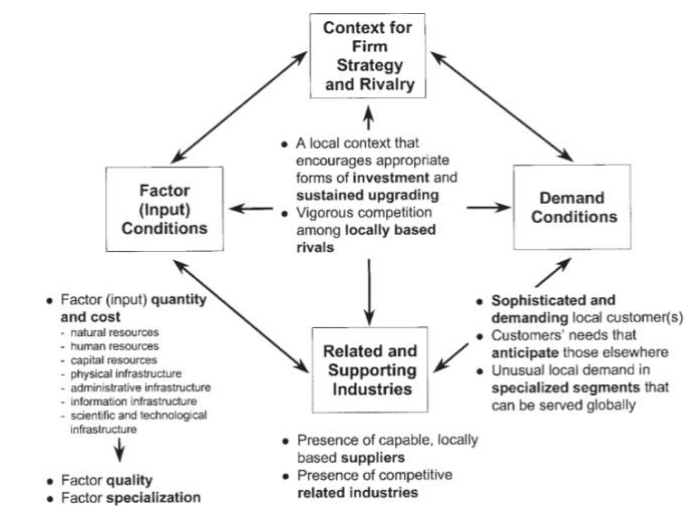 Context for
Firm
Strategy
and Rivalry
• A local context that
encourages appropriate
forms of investment and
sustained upgrading
• Vigorous competition
among locally based
rivals
Factor
(Input)
Conditions
Demand
Conditions
• Factor (input) quantity
and cost
- natural resources
- human resources
- capital resources
- physical infrastructure
- administrative infrastructure
- information infrastructure
- scientific and technological
infrastructure
• Factor quality
• Factor specialization
Related and
Supporting
Industries
• Presence of capable, locally
based suppliers
• Presence of competitive
related industries
• Sophisticated and
demanding local customer(s)
• Customers' needs that
anticipate those elsewhere
• Unusual local demand in
specialized segments that
can be served globally